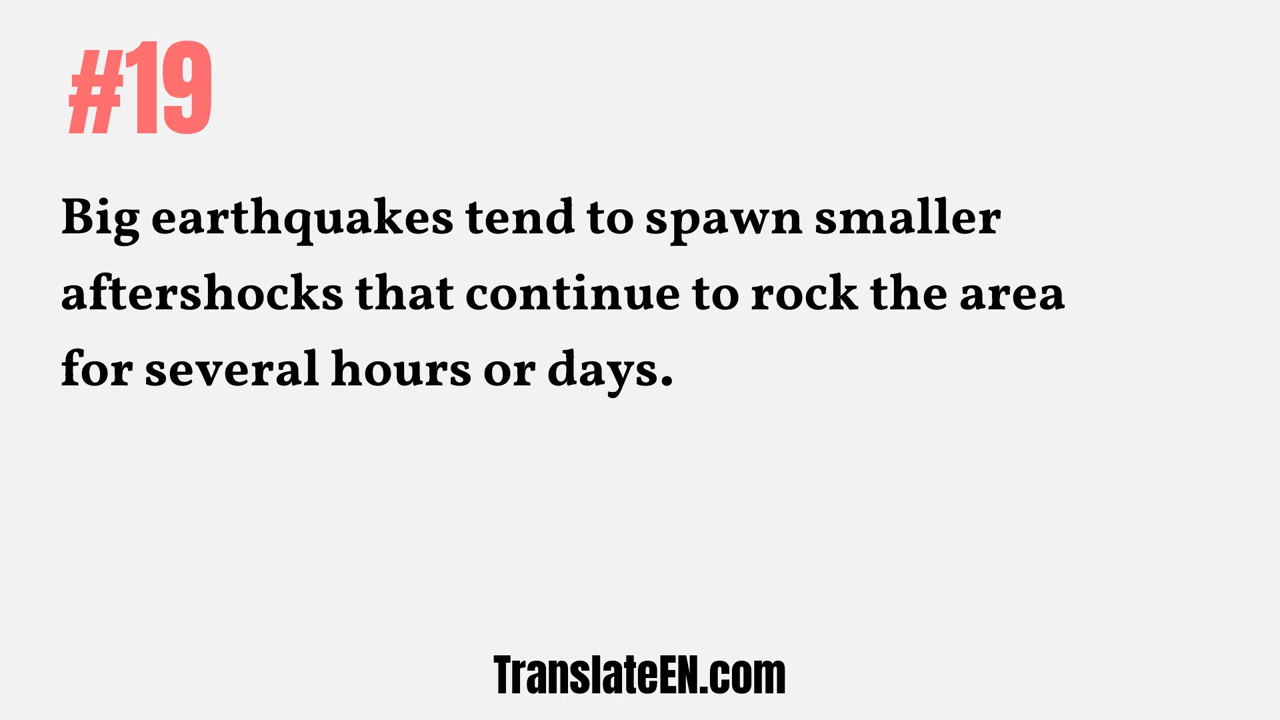 #19
Big earthquakes tend to spawn smaller
aftershocks that continue to rock the area
for several hours or days.
TranslateEN.com